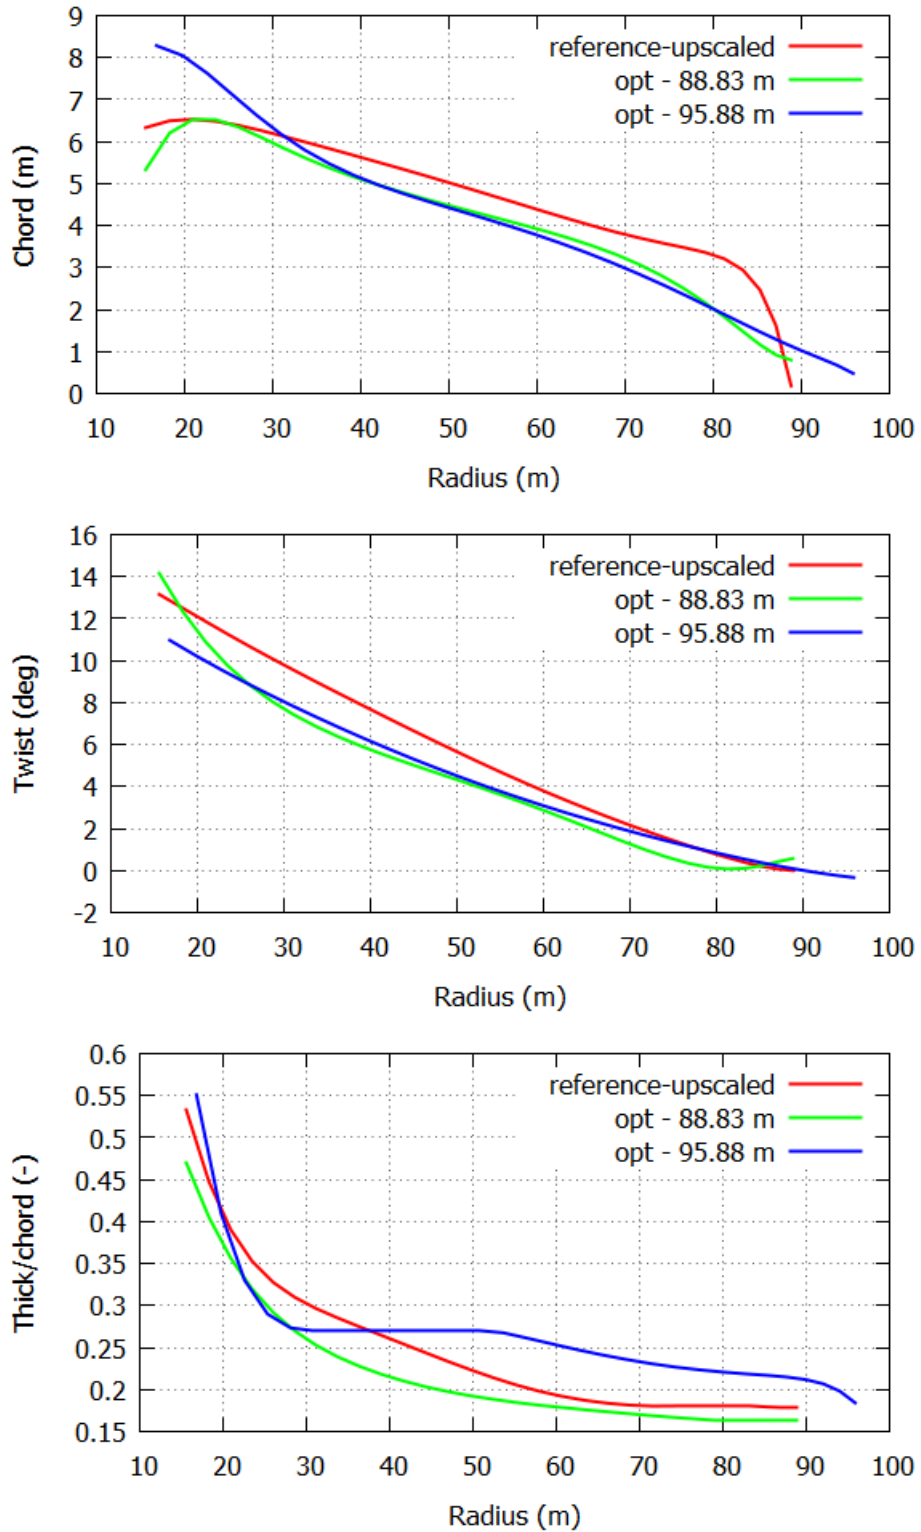 9
8
7
6
5
4
3
2
1
0
Chord (m)
reference-upscaled
opt - 88.83 m
opt - 95.88 m
10 20 30 40 50 60 70 80 90 100
Radius (m)
16
14
12
10
8
6
4
2
0
-2
Twist (deg)
reference-upscaled
opt - 88.83 m
opt - 95.88 m
10 20 30 40 50 60 70 80 90 100
Radius (m)
0.6
0.55
0.5
0.45
0.4
0.35
0.3
0.25
0.2
0.15
Thick/chord (-)
reference-upscaled
opt - 88.83 m
opt - 95.88 m
10 20 30 40 50 60 70 80 90 100
Radius (m)